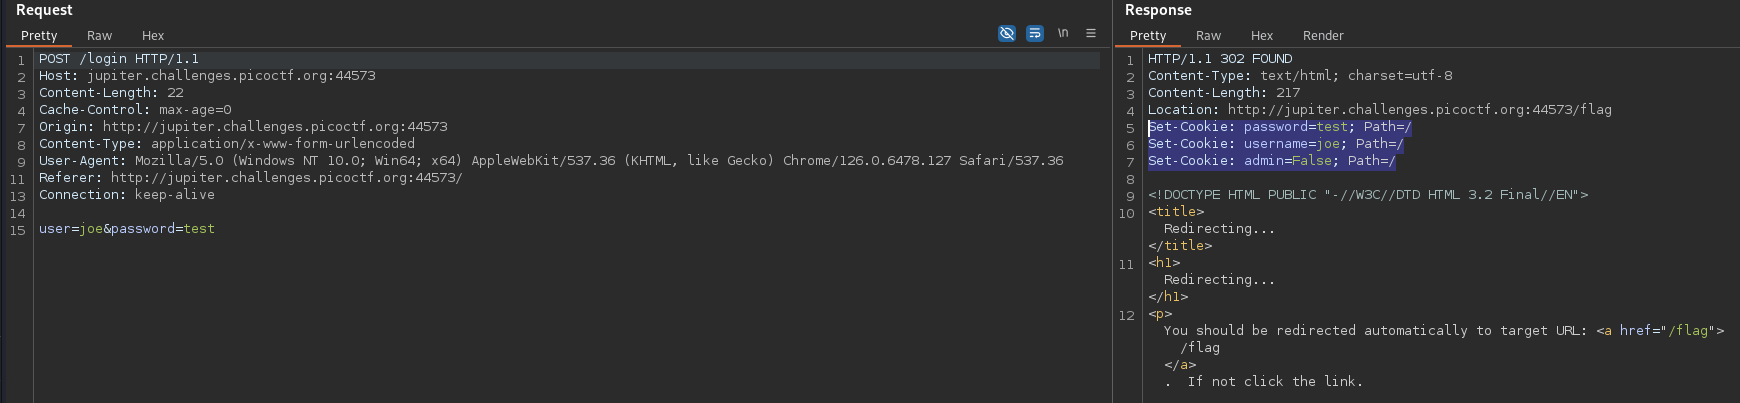 Request
Pretty Raw Hex
\n
1 POST /login HTTP/1.1
2 Host: jupiter.challenges.picoctf.org:44573
3 Content-Length: 22
4 Cache-Control: max-age=0
7 Origin: http://jupiter.challenges.picoctf.org:44573
8 Content-Type: application/x-www-form-urlencoded
9 User-Agent: Mozilla/5.0 (Windows NT 10.0; Win64; x64) AppleWebKit/537.36 (KHTML, like Gecko) Chrome/126.0.6478.127 Safari/537.36
11 Referer: http://jupiter.challenges.picoctf.org:44573/
13 Connection: keep-alive
14
15 user=joe&password=test
Response
Pretty Raw Hex Render
1 HTTP/1.1 302 FOUND
2 Content-Type: text/html; charset=utf-8
3 Content-Length: 217
4 Location: http://jupiter.challenges.picoctf.org:44573/flag
5 Set-Cookie: password=test; Path=/
6 Set-Cookie: username=joe; Path=/
7 Set-Cookie: admin=False; Path=/
8
9 <!DOCTYPE HTML PUBLIC "-//W3C//DTD HTML 3.2 Final//EN">
10 <title>
Redirecting...
</title>
11 <h1>
Redirecting...
</h1>
12 <p>
You should be redirected automatically to target URL: <a href="/flag">
/flag
</a>
. If not click the link.